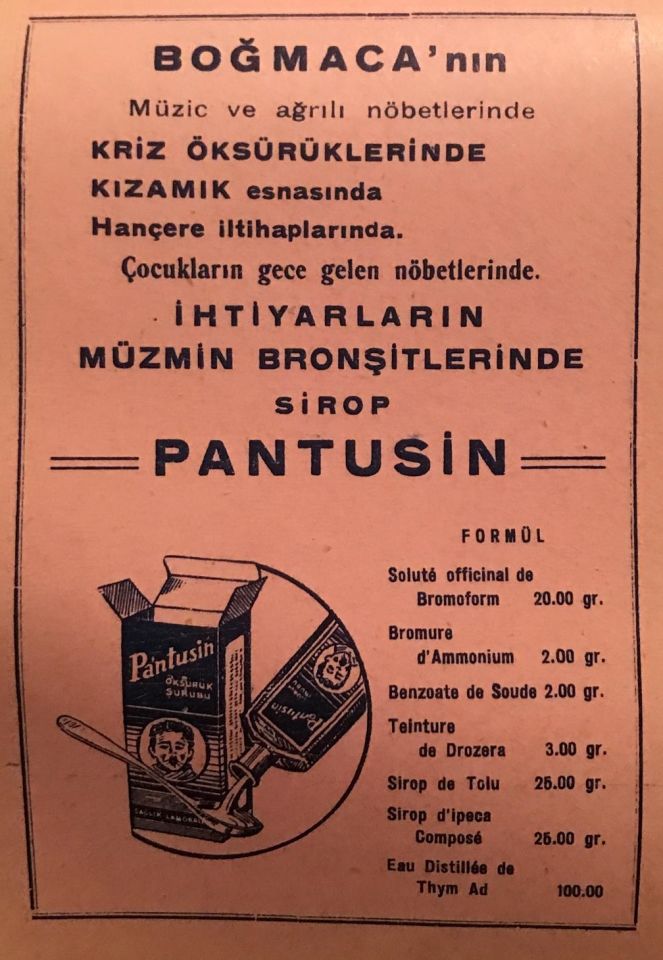 BOĞMACA'nın
Müzic ve ağrılı nöbetlerinde
KRİZ ÖKSÜRÜKLERİNDE
KIZAMIK esnasında
Hançere iltihaplarında.
Çocukların gece gelen nöbetlerinde.
İHTİYARLARIN
MÜZMİN BRONŞİTLERİNDE
SİROP
PANTUSİN
FORMÜL
Soluté officinal de
Bromoform 20.00 gr.
Bromure
d'Ammonium 2.00 gr.
Benzoate de Soude 2.00 gr.
Teinture
de Drozera 3.00 gr.
Sirop de Tolu 25.00 gr.
Sirop d'ipeca
Composé 25.00 gr.
Eau Distillée de
Thym Ad 100.00
Pantusin
ÖKSÜRÜK
ŞURUBU
SAĞLIK
Pantusin